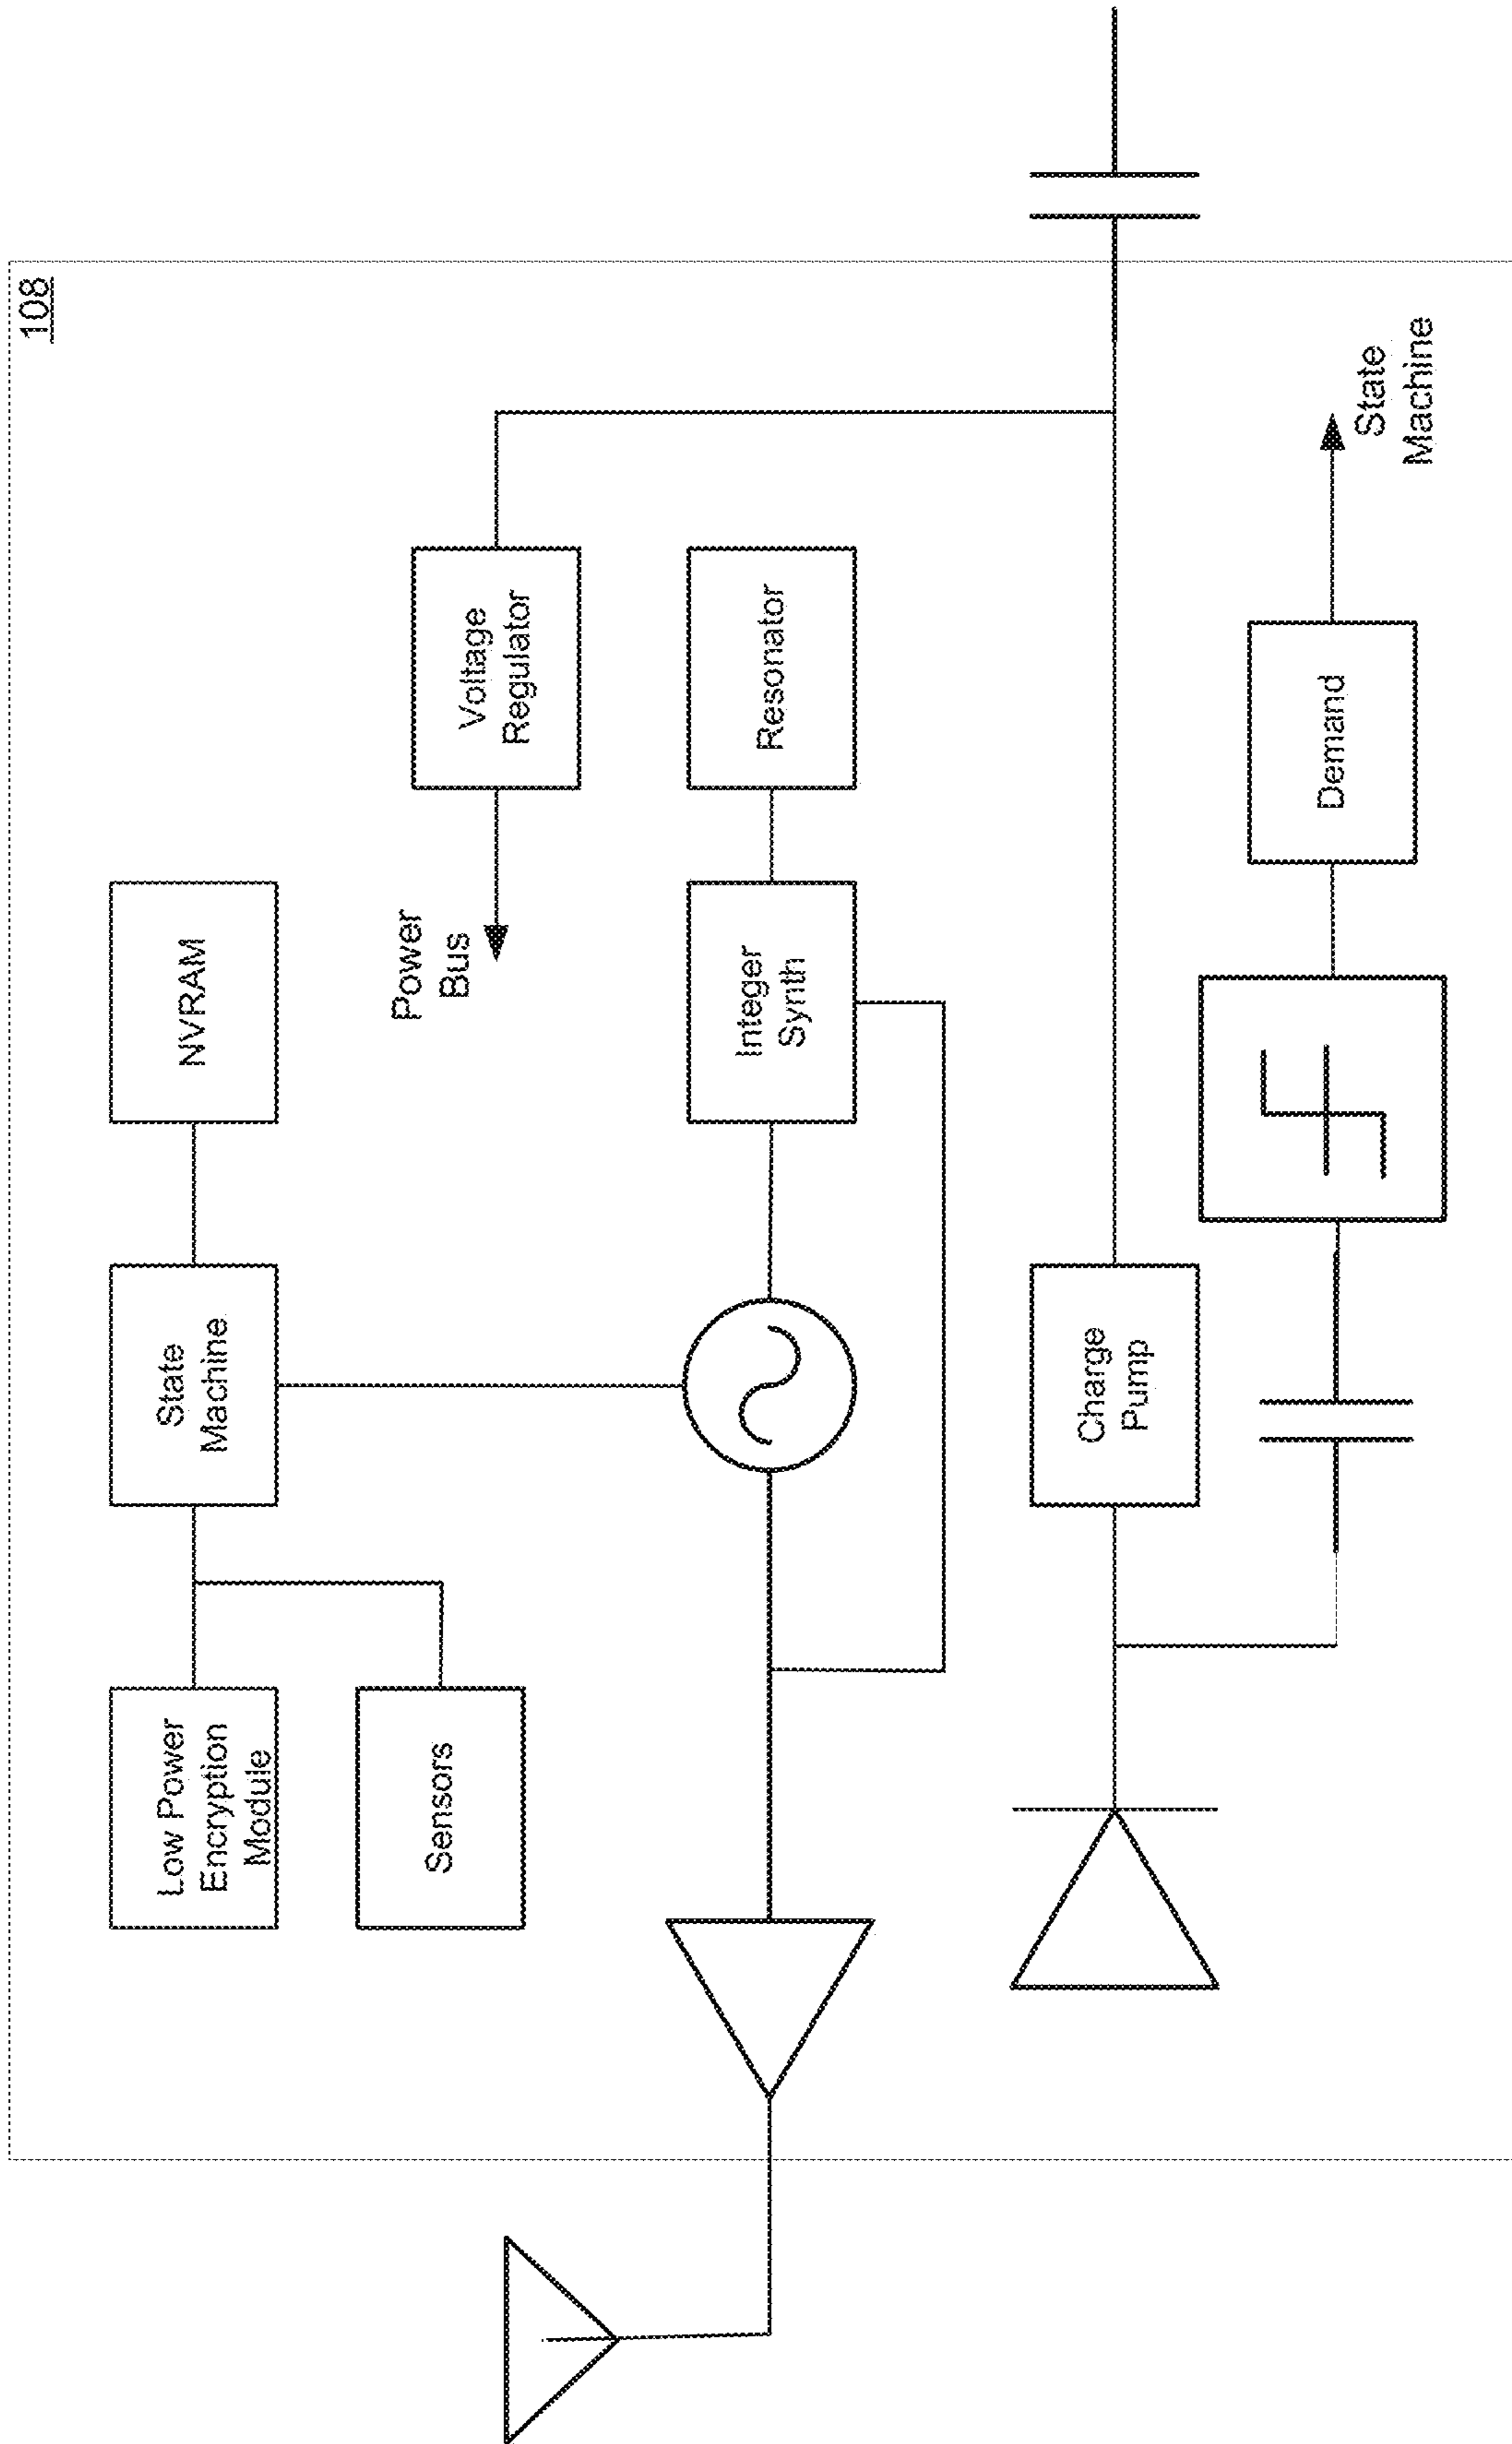 108
Low Power
Encryption
Module
State
Machine
NVRAM
Sensors
Power
Bus
Voltage
Regulator
Integer
Synth
Resonator
Charge
Pump
Demand
State
Machine